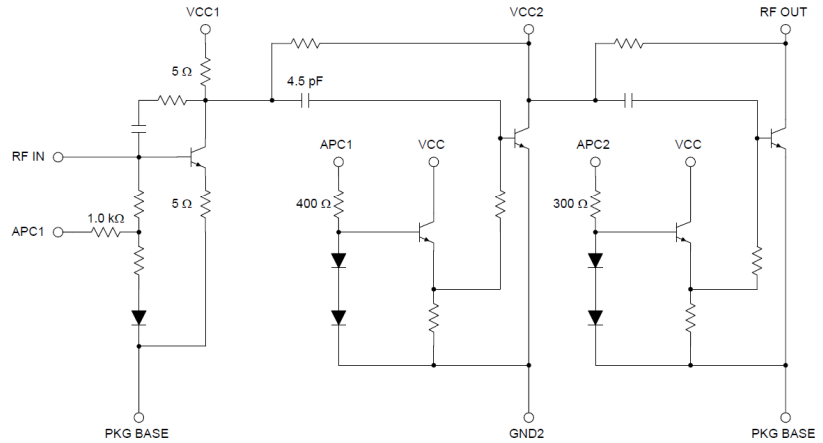 VCC1
VCC2
RF OUT
5 Ω
4.5 pF
RF IN
APC1
VCC
APC2
VCC
5 Ω
400 Ω
300 Ω
1.0 kΩ
APC1
PKG BASE
GND2
PKG BASE